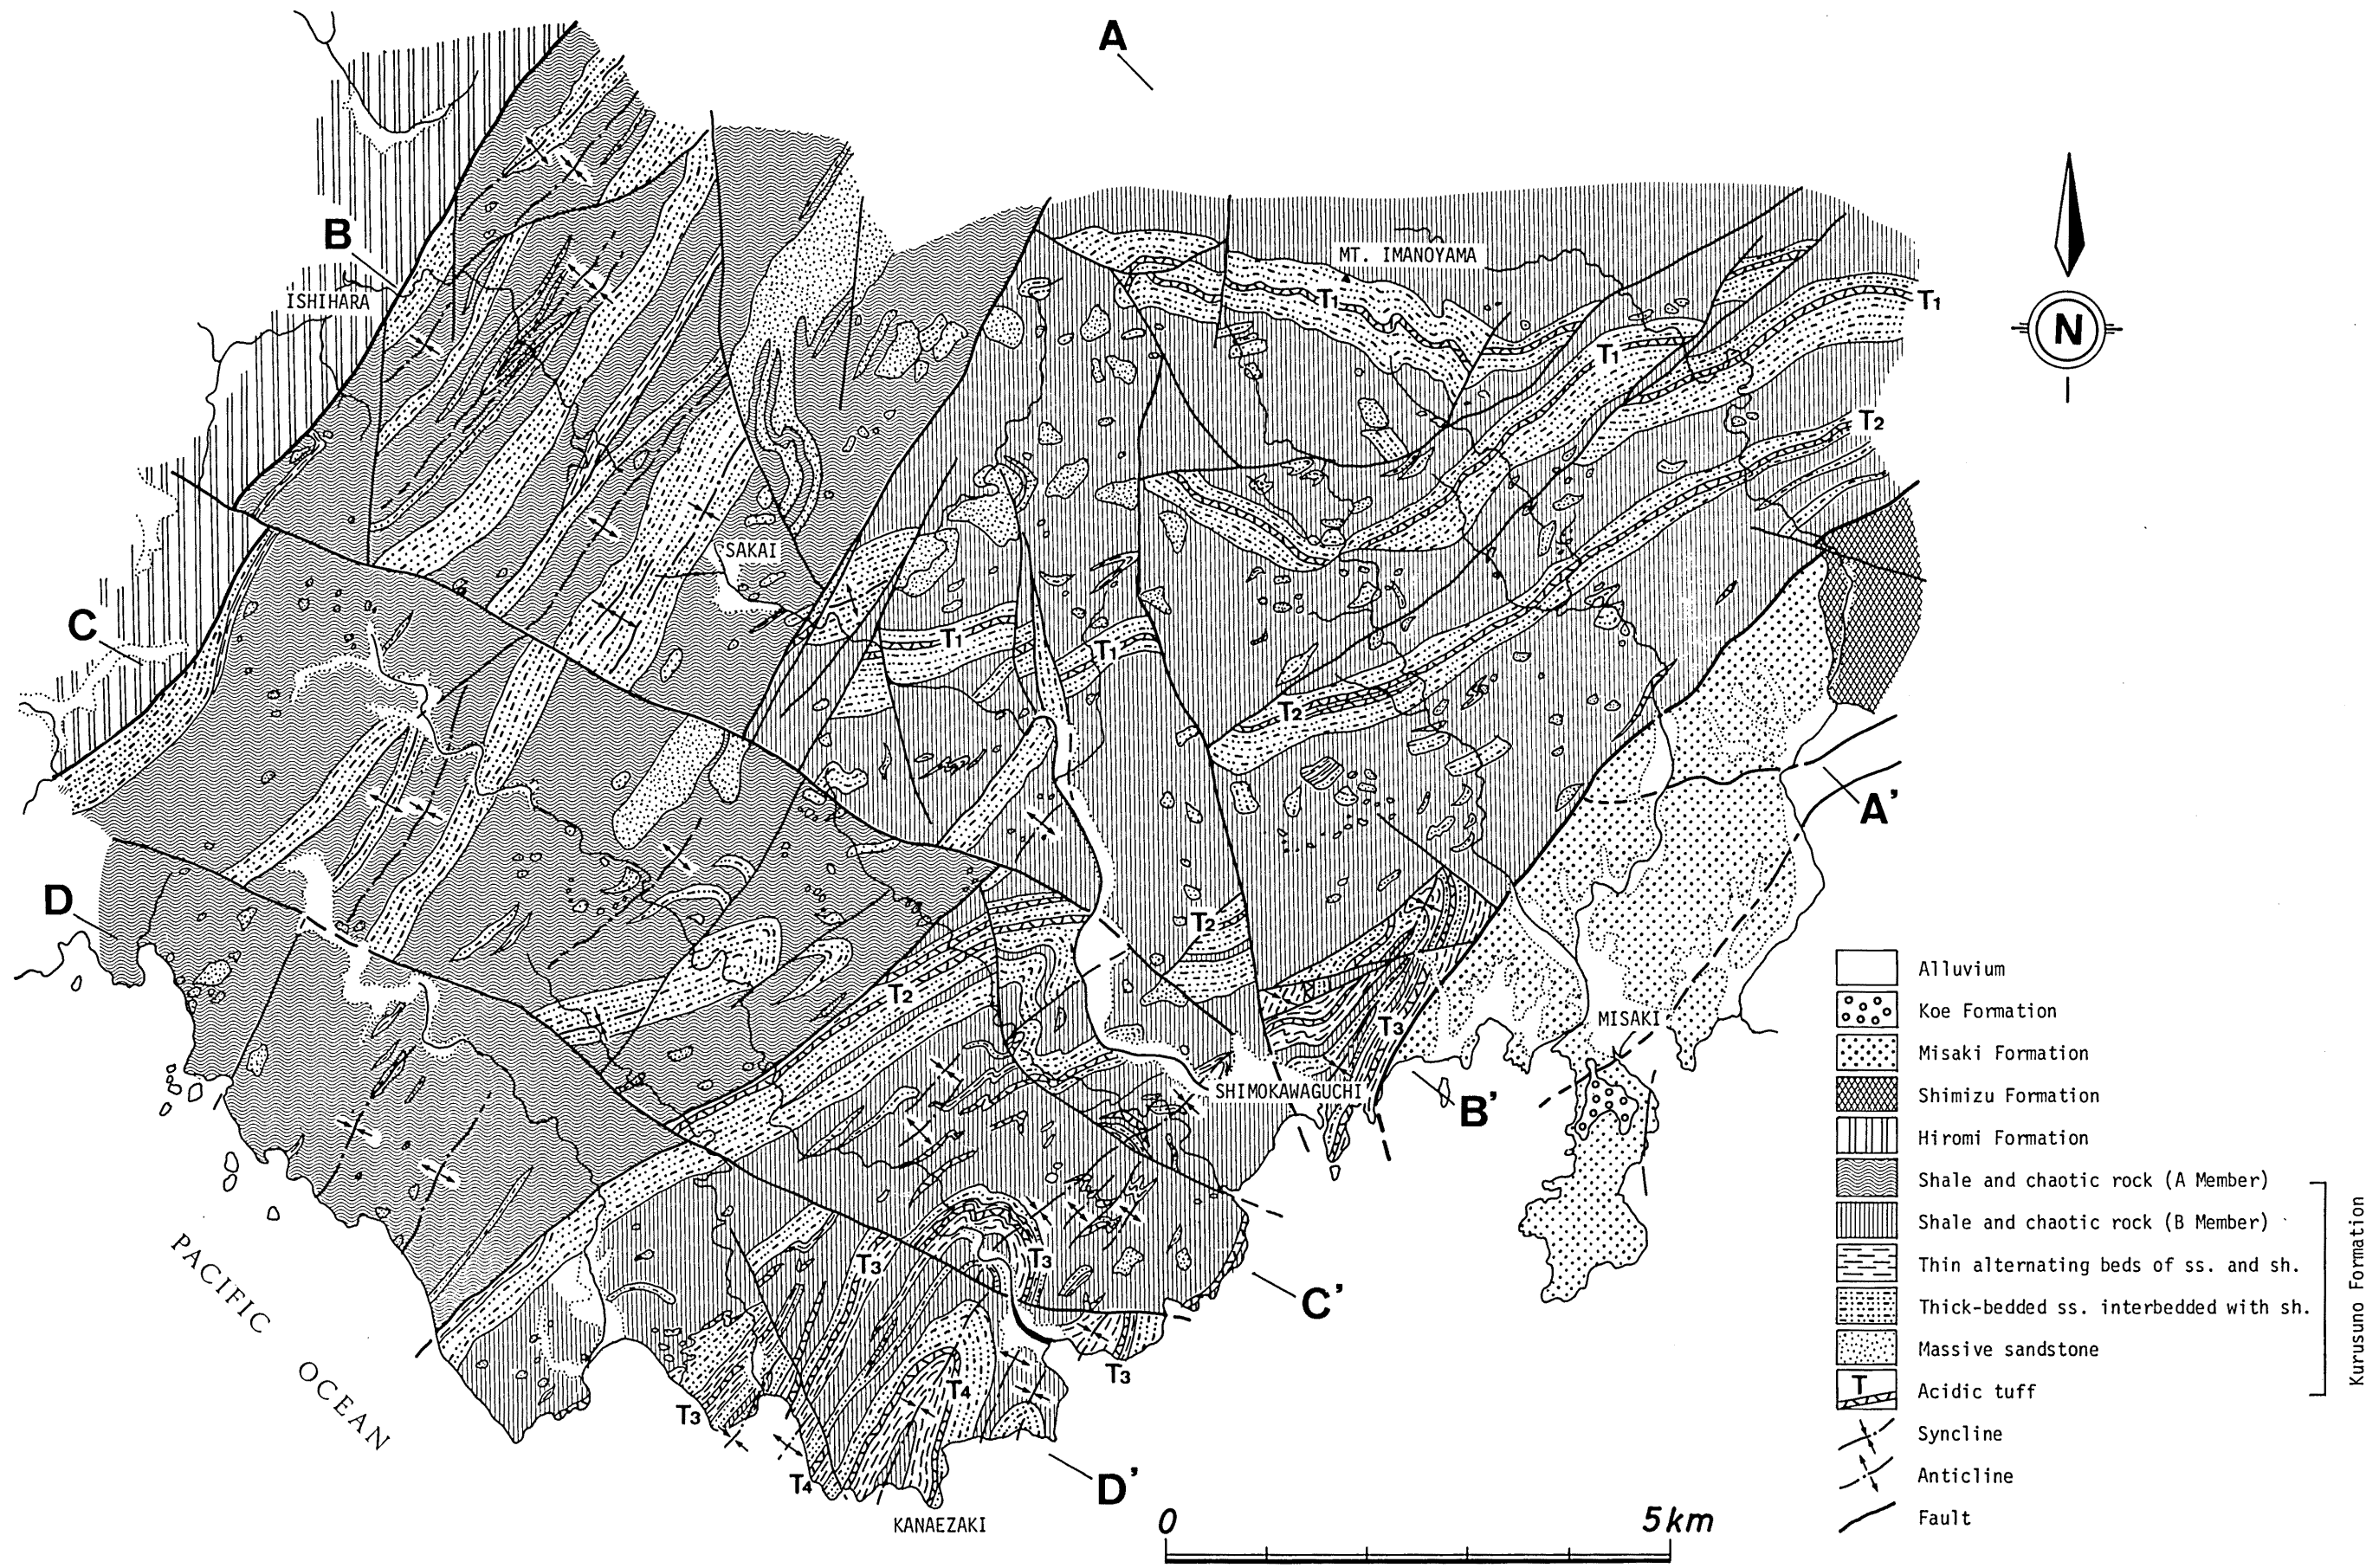 A
B
ISHIHARA
MT. IMANOYAMA
T1
T1
T1
T2
N
SAKAI
C
T1
T1
T2
A'
D
T2
T2
T3
MISAKI
SHIMOKAWAGUCHI
B'
T3
T3
C'
T3
T4
T3
T4
D'
KANAEZAKI
PACIFIC OCEAN
0 5km
Alluvium
Koe Formation
Misaki Formation
Shimizu Formation
Hiromi Formation
Shale and chaotic rock (A Member)
Shale and chaotic rock (B Member)
Thin alternating beds of ss. and sh.
Thick-bedded ss. interbedded with sh.
Massive sandstone
T Acidic tuff
Syncline
Anticline
Fault
Kurusuno Formation